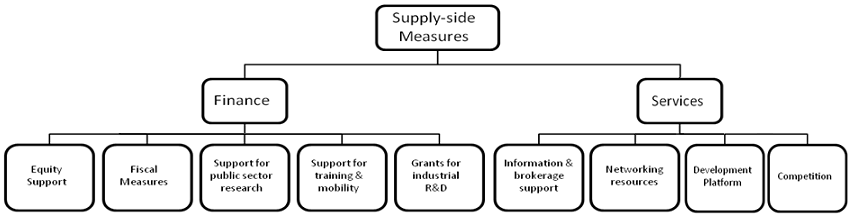 Supply-side
Measures
Finance
Services
Equity
Support
Fiscal
Measures
Support for
public sector
research
Support for
training &
mobility
Grants for
industrial
R&D
Information &
brokerage
support
Networking
resources
Development
Platform
Competition